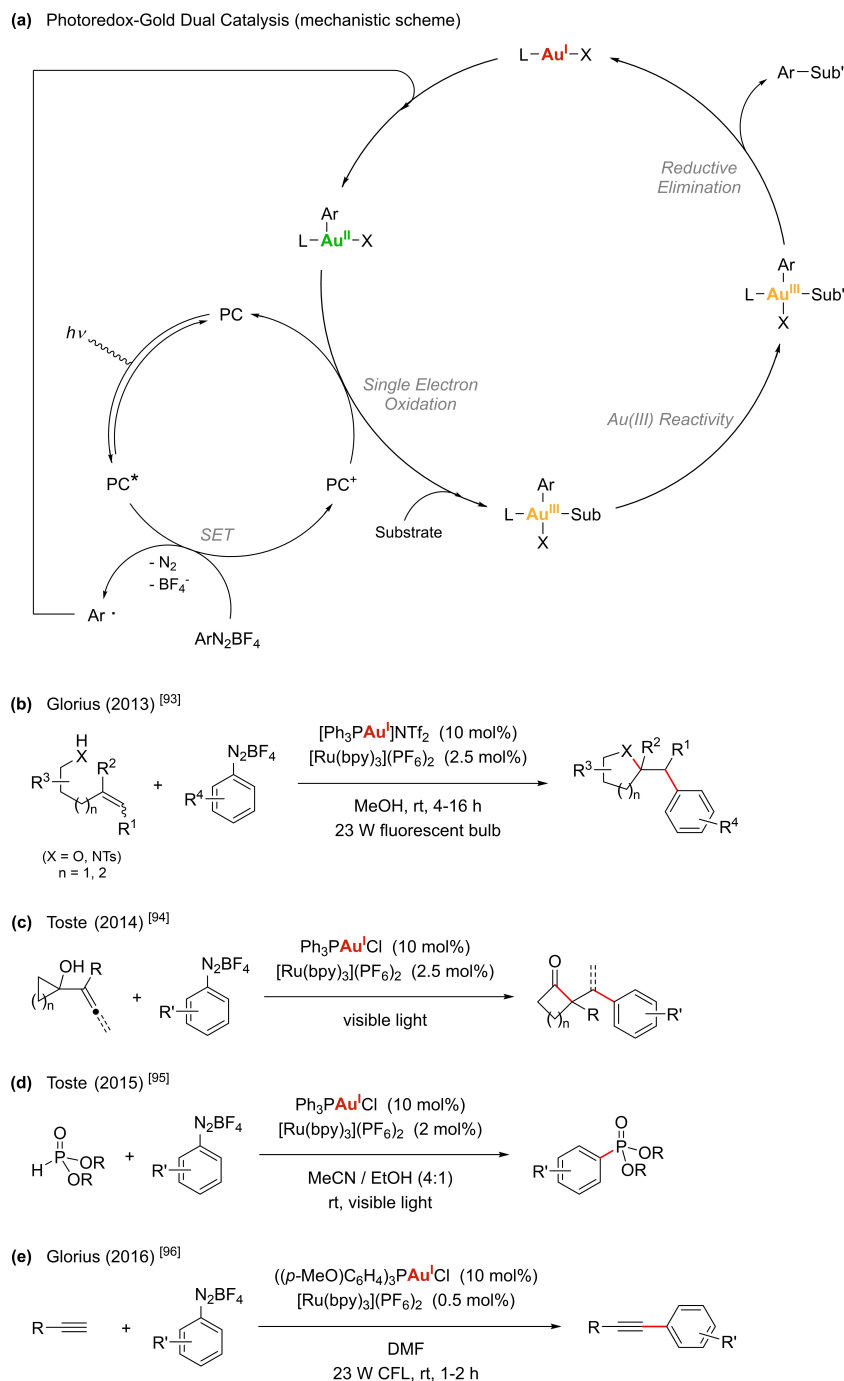 (a) Photoredox-Gold Dual Catalysis (mechanistic scheme)
L–Au^I–X
Ar–Sub'
Reductive
Elimination
Ar
L–Au^II–X
Ar
L–Au^III–Sub'
X
PC
hν
Single Electron
Oxidation
Au(III) Reactivity
PC*
PC⁺
Ar
L–Au^III–Sub
X
Substrate
SET
- N₂
- BF₄⁻
Ar ·
ArN₂BF₄
(b) Glorius (2013) [93]
H
X
R²
R³
( )n
R¹
(X = O, NTs)
n = 1, 2
+
N₂BF₄
R⁴
[Ph₃PAu^I]NTf₂ (10 mol%)
[Ru(bpy)₃](PF₆)₂ (2.5 mol%)
MeOH, rt, 4-16 h
23 W fluorescent bulb
X R² R¹
R³
( )n
R⁴
(c) Toste (2014) [94]
OH R
( )n
+
N₂BF₄
R'
Ph₃PAu^ICl (10 mol%)
[Ru(bpy)₃](PF₆)₂ (2.5 mol%)
visible light
O
( )n
R
R'
(d) Toste (2015) [95]
O
H P OR
OR
+
N₂BF₄
R'
Ph₃PAu^ICl (10 mol%)
[Ru(bpy)₃](PF₆)₂ (2 mol%)
MeCN / EtOH (4:1)
rt, visible light
O
P OR
OR
R'
(e) Glorius (2016) [96]
R
+
N₂BF₄
R'
((p-MeO)C₆H₄)₃PAu^ICl (10 mol%)
[Ru(bpy)₃](PF₆)₂ (0.5 mol%)
DMF
23 W CFL, rt, 1-2 h
R
R'